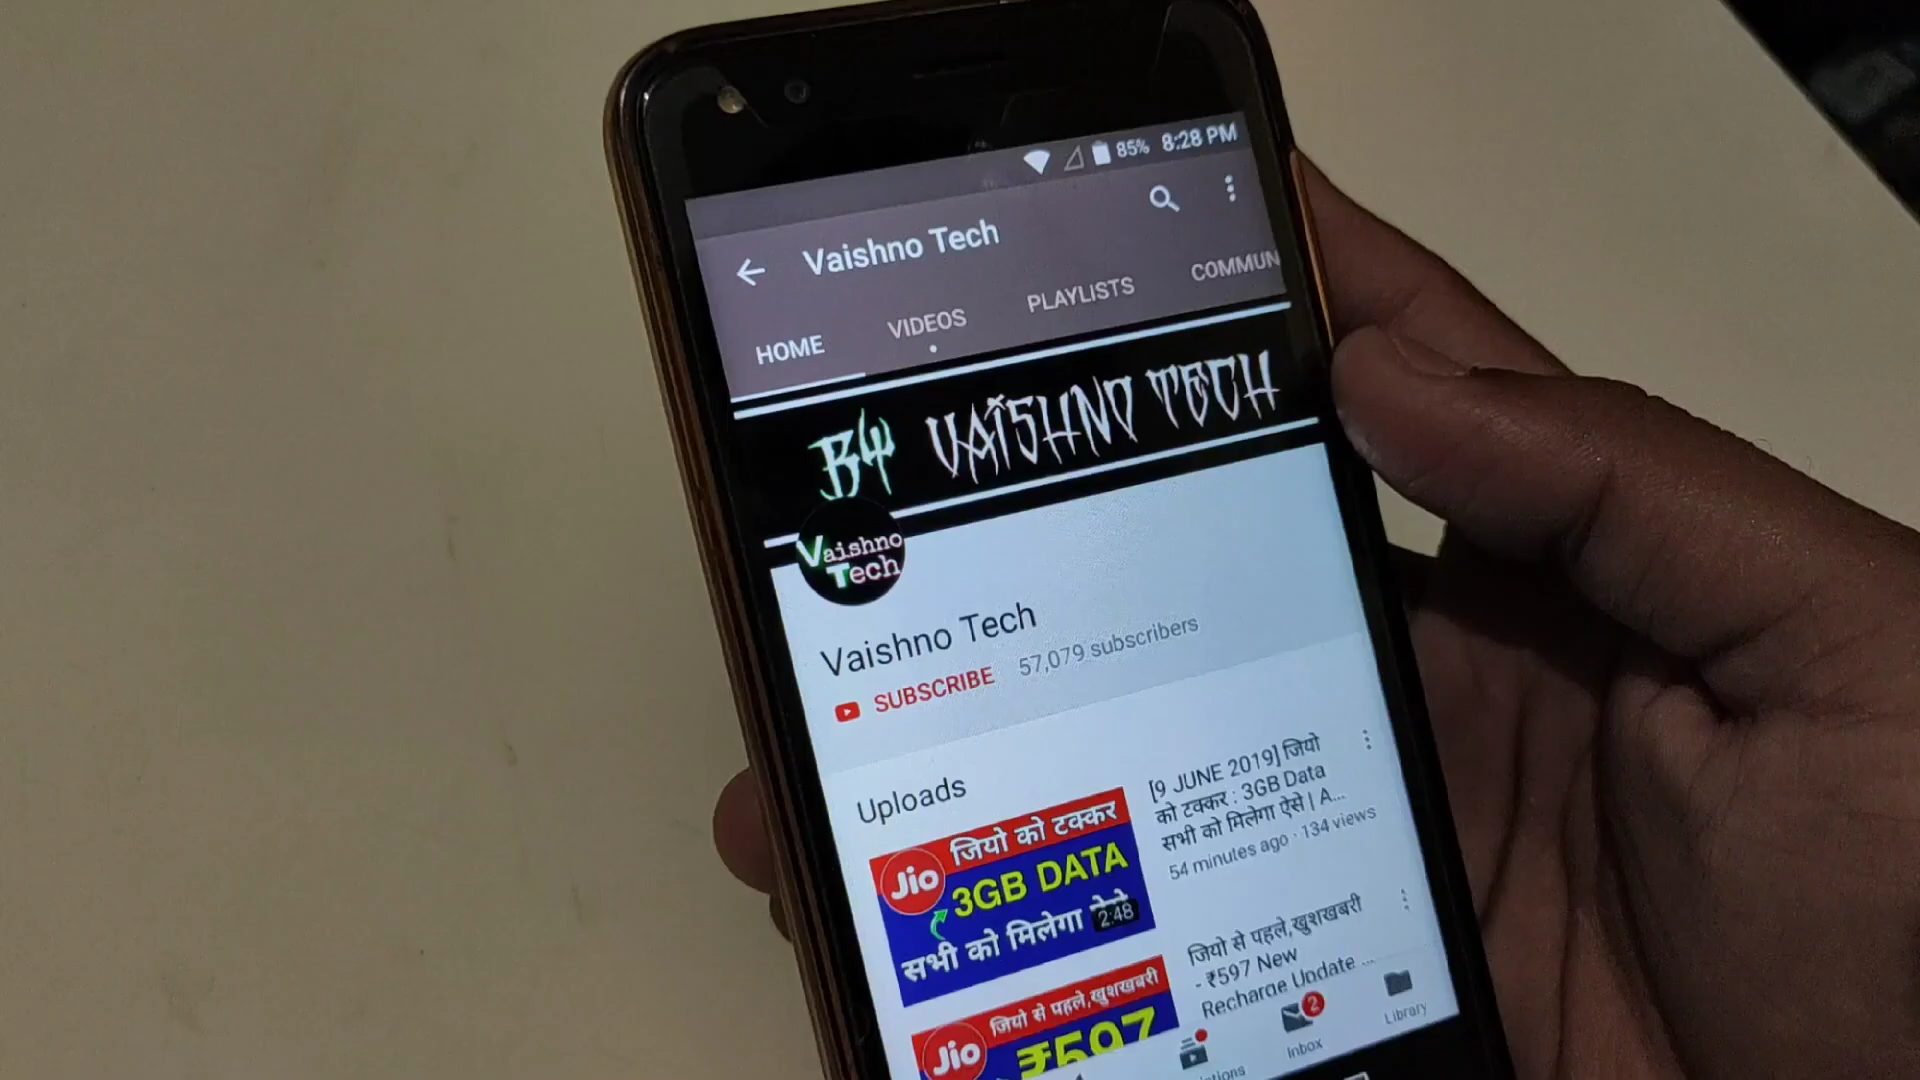 85% 8:28 PM
Vaishno Tech
HOME VIDEOS PLAYLISTS COMMUN
BY VAISHNO TECH
Vaishno
Tech
Vaishno Tech
SUBSCRIBE 57,079 subscribers
Uploads
Jio
जियो को टक्कर
3GB DATA
सभी को मिलेगा
2:48
[9 JUNE 2019] जियो
को टक्कर : 3GB Data
सभी को मिलेगा ऐसे | A...
54 minutes ago · 134 views
Jio
जियो से पहले,खुशखबरी
₹597
जियो से पहले,खुशखबरी
- ₹597 New
Recharge Update ...
2
Inbox
Library